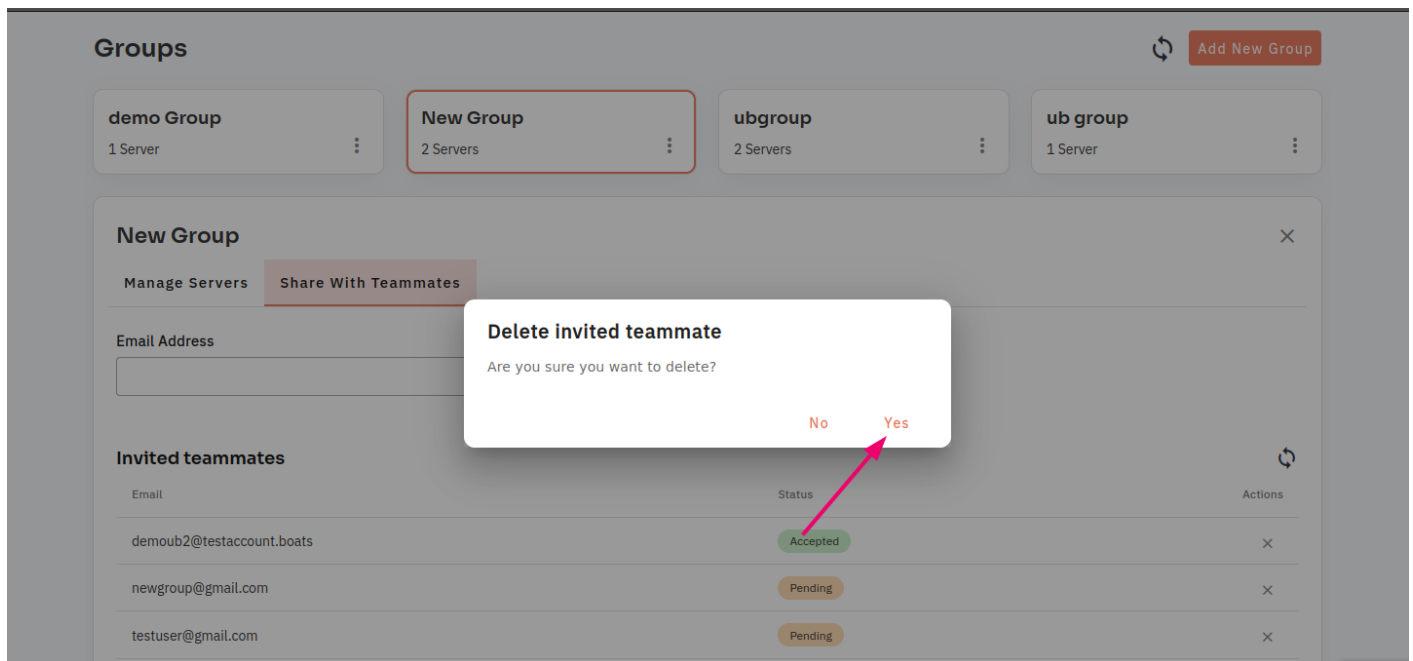 Groups
Add New Group
demo Group
1 Server
New Group
2 Servers
ubgroup
2 Servers
ub group
1 Server
New Group
Manage Servers Share With Teammates
Email Address
Delete invited teammate
Are you sure you want to delete?
No Yes
Invited teammates
Email Status Actions
demoub2@testaccount.boats Accepted
newgroup@gmail.com Pending
testuser@gmail.com Pending